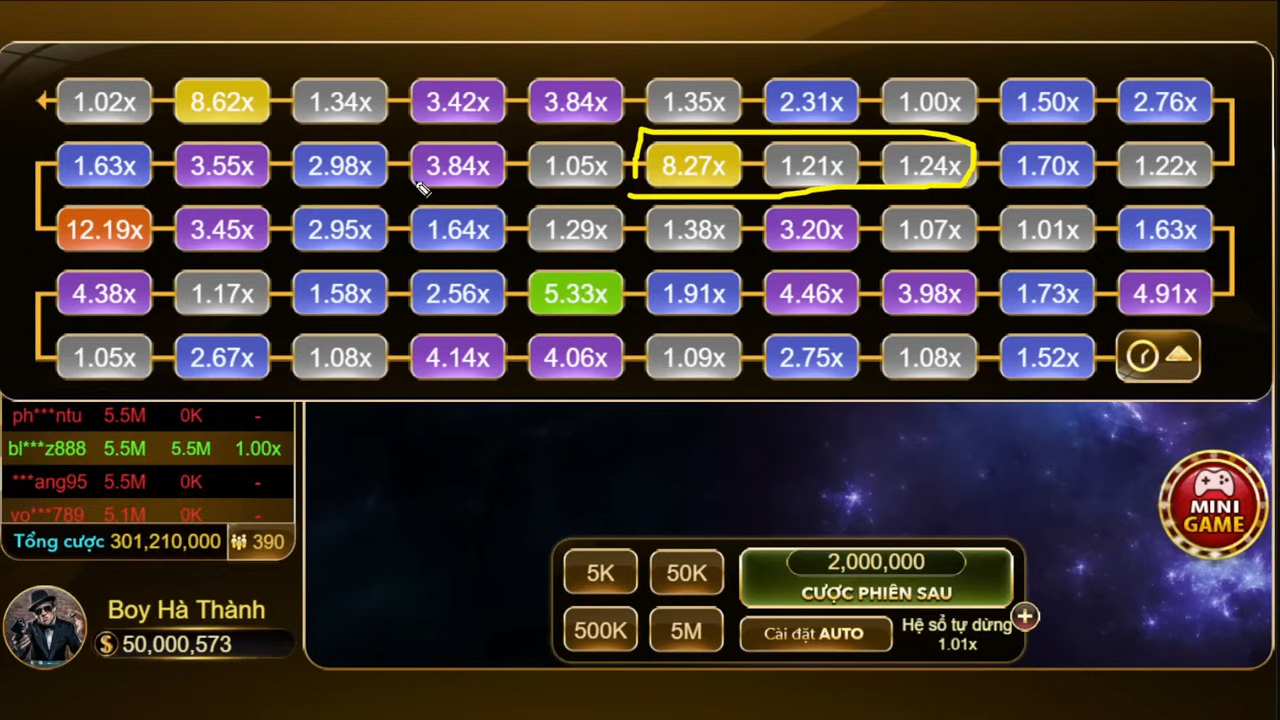 1.02x 8.62x 1.34x 3.42x 3.84x 1.35x 2.31x 1.00x 1.50x 2.76x
1.63x 3.55x 2.98x 3.84x 1.05x 8.27x 1.21x 1.24x 1.70x 1.22x
12.19x 3.45x 2.95x 1.64x 1.29x 1.38x 3.20x 1.07x 1.01x 1.63x
4.38x 1.17x 1.58x 2.56x 5.33x 1.91x 4.46x 3.98x 1.73x 4.91x
1.05x 2.67x 1.08x 4.14x 4.06x 1.09x 2.75x 1.08x 1.52x
ph***ntu 5.5M 0K -
bl***z888 5.5M 5.5M 1.00x
***ang95 5.5M 0K -
vo***789 5.1M 0K -
Tổng cược 301,210,000 390
Boy Hà Thành
$ 50,000,573
5K 50K
500K 5M
2,000,000
CƯỢC PHIÊN SAU
Cài đặt AUTO
Hệ số tự dừng
1.01x
MINI
GAME